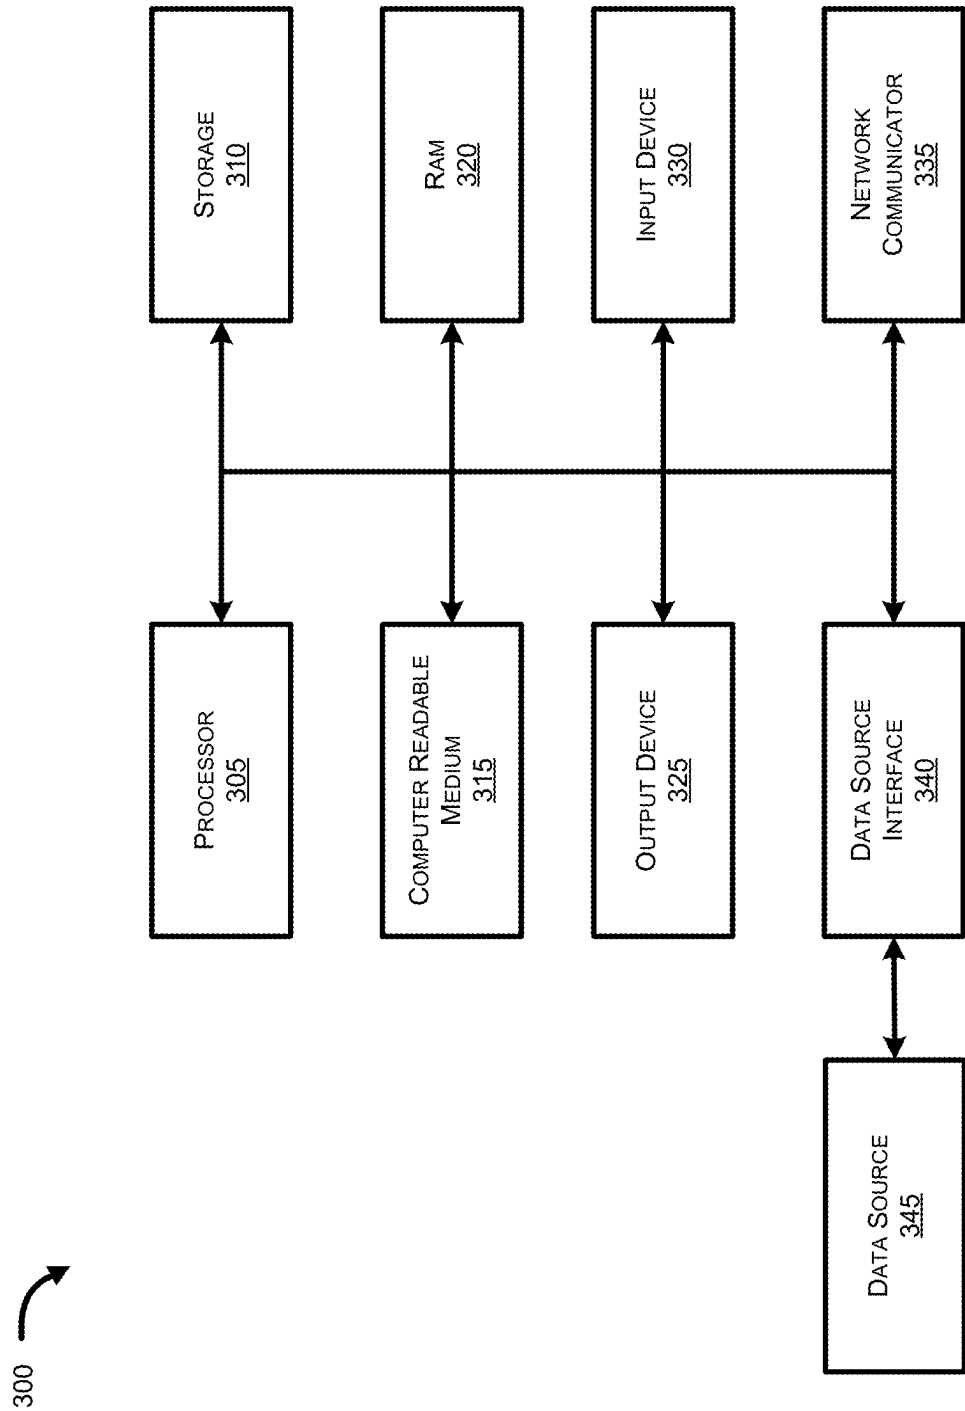 300
PROCESSOR
305
STORAGE
310
COMPUTER READABLE
MEDIUM
315
RAM
320
OUTPUT DEVICE
325
INPUT DEVICE
330
DATA SOURCE
345
DATA SOURCE
INTERFACE
340
NETWORK
COMMUNICATOR
335